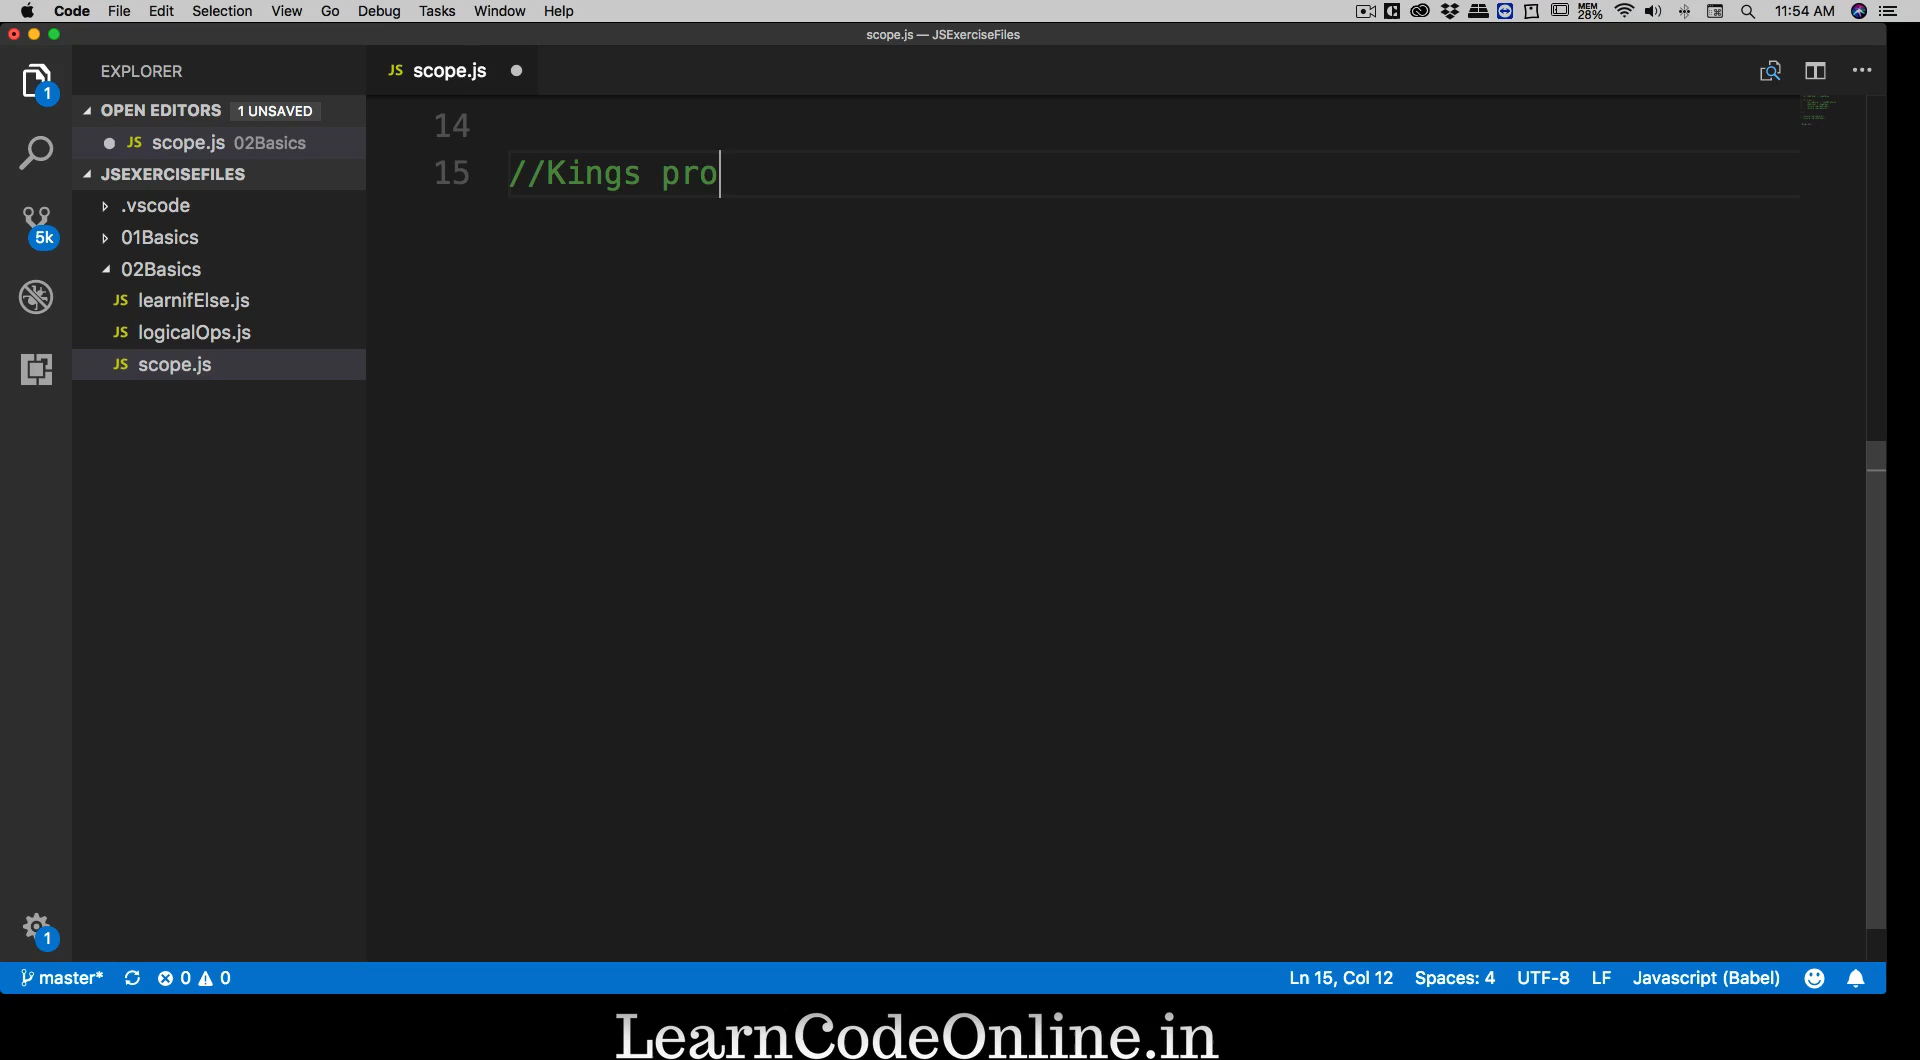 Code File Edit Selection View Go Debug Tasks Window Help
MEM 28% 11:54 AM
scope.js — JSExerciseFiles
EXPLORER
JS scope.js
1
OPEN EDITORS 1 UNSAVED
JS scope.js 02Basics
JSEXERCISEFILES
.vscode
01Basics
5k
02Basics
JS learnifElse.js
JS logicalOps.js
JS scope.js
14
15 //Kings pro
1
master* 0 0
Ln 15, Col 12 Spaces: 4 UTF-8 LF Javascript (Babel)
LearnCodeOnline.in